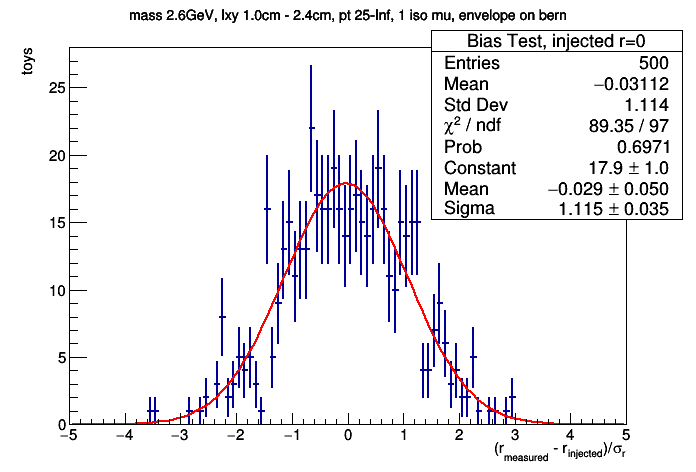 mass 2.6GeV, lxy 1.0cm - 2.4cm, pt 25-Inf, 1 iso mu, envelope on bern
toys
Bias Test, injected r=0
Entries 500
Mean −0.03112
Std Dev 1.114
χ² / ndf 89.35 / 97
Prob 0.6971
Constant 17.9 ± 1.0
Mean −0.029 ± 0.050
Sigma 1.115 ± 0.035
25
20
15
10
5
0
−5 −4 −3 −2 −1 0 1 2 3 4 5
(r_measured - r_injected)/σ_r